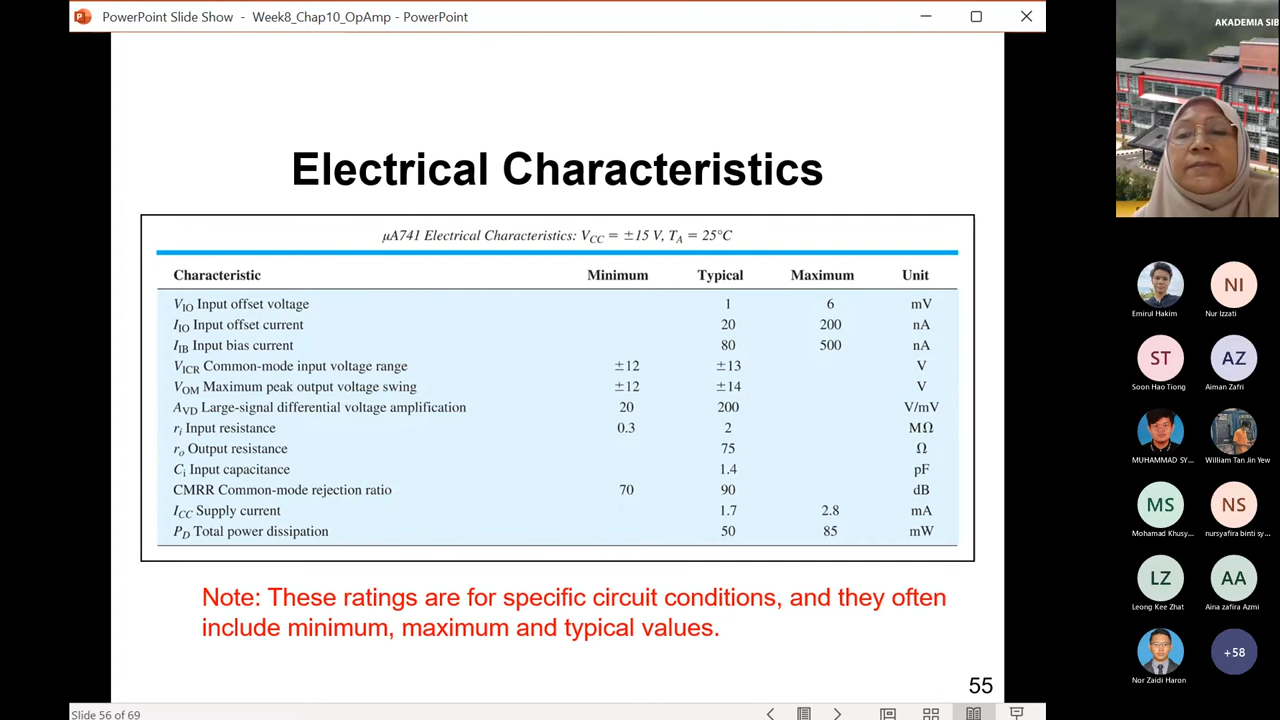 PowerPoint Slide Show - Week8_Chap10_OpAmp - PowerPoint
AKADEMIA SIB
Electrical Characteristics
μA741 Electrical Characteristics: VCC = ±15 V, TA = 25°C
Characteristic Minimum Typical Maximum Unit
VIO Input offset voltage 1 6 mV
IIO Input offset current 20 200 nA
IIB Input bias current 80 500 nA
VICR Common-mode input voltage range ±12 ±13 V
VOM Maximum peak output voltage swing ±12 ±14 V
AVD Large-signal differential voltage amplification 20 200 V/mV
ri Input resistance 0.3 2 MΩ
ro Output resistance 75 Ω
Ci Input capacitance 1.4 pF
CMRR Common-mode rejection ratio 70 90 dB
ICC Supply current 1.7 2.8 mA
PD Total power dissipation 50 85 mW
Note: These ratings are for specific circuit conditions, and they often
include minimum, maximum and typical values.
55
Slide 56 of 69
NI
Emirul Hakim Nur Izzati
ST AZ
Soon Hao Tiong Aiman Zafri
MUHAMMAD SY... William Tan Jin Yew
MS NS
Mohamad Khusy... nursyafira binti sy...
LZ AA
Leong Kee Zhat Aina zafira Azmi
+58
Nor Zaidi Haron